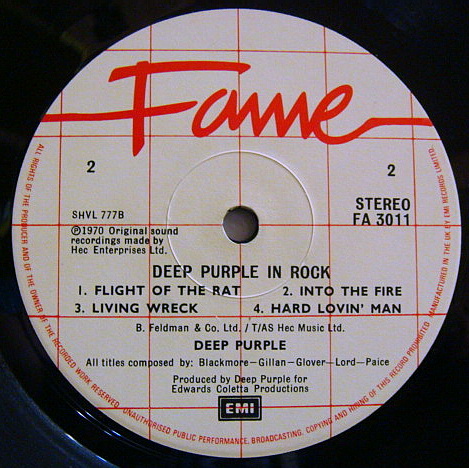 Fame
2
2
SHVL 777B
STEREO
FA 3011
℗1970 Original sound
recordings made by
Hec Enterprises Ltd.
DEEP PURPLE IN ROCK
1. FLIGHT OF THE RAT 2. INTO THE FIRE
3. LIVING WRECK 4. HARD LOVIN' MAN
B. Feldman & Co. Ltd. / T/AS Hec Music Ltd.
DEEP PURPLE
All titles composed by: Blackmore-Gillan-Glover-Lord-Paice
Produced by Deep Purple for
Edwards Coletta Productions
EMI
ALL RIGHTS OF THE PRODUCER AND OF THE OWNER OF THE RECORDED WORK RESERVED. UNAUTHORISED PUBLIC PERFORMANCE, BROADCASTING, COPYING AND HIRING OF THIS RECORD PROHIBITED. MANUFACTURED IN THE UK BY EMI RECORDS LIMITED.